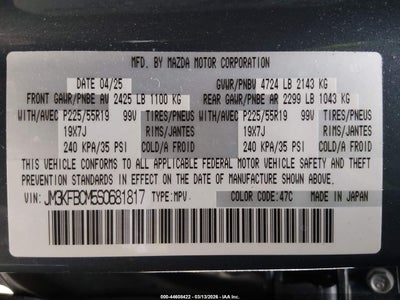 MFD. BY MAZDA MOTOR CORPORATION
DATE 04/25 GVWR/PNBV 4724 LB 2143 KG
FRONT GAWR/PNBE AV 2425 LB 1100 KG REAR GAWR/PNBE AR 2299 LB 1043 KG
WITH/AVEC P225/55R19 99V TIRES/PNEUS WITH/AVEC P225/55R19 99V TIRES/PNEUS
19X7J RIMS/JANTES 19X7J RIMS/JANTES
240 KPA/35 PSI COLD/A FROID 240 KPA/35 PSI COLD/A FROID
THIS VEHICLE CONFORMS TO ALL APPLICABLE FEDERAL MOTOR VEHICLE SAFETY
AND THEFT PREVENTION STANDARDS IN EFFECT ON THE DATE OF MANUFACTURE SHOWN ABOVE.
VIN: JM3KFBCM5S0681817 TYPE:MPV COLOR CODE:47C MADE IN JAPAN
000-44608422 - 03/13/2026 - IAAI.COM